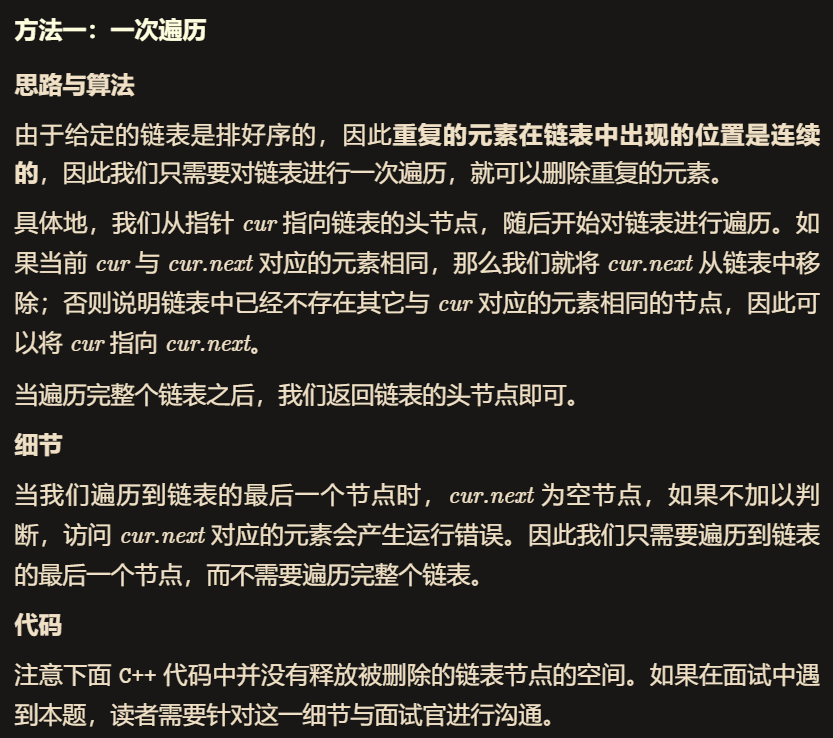 方法一：一次遍历
思路与算法
由于给定的链表是排好序的，因此重复的元素在链表中出现的位置是连续
的，因此我们只需要对链表进行一次遍历，就可以删除重复的元素。
具体地，我们从指针 cur 指向链表的头节点，随后开始对链表进行遍历。如
果当前 cur 与 cur.next 对应的元素相同，那么我们就将 cur.next 从链表中移
除；否则说明链表中已经不存在其它与 cur 对应的元素相同的节点，因此可
以将 cur 指向 cur.next。
当遍历完整个链表之后，我们返回链表的头节点即可。
细节
当我们遍历到链表的最后一个节点时，cur.next 为空节点，如果不加以判
断，访问 cur.next 对应的元素会产生运行错误。因此我们只需要遍历到链表
的最后一个节点，而不需要遍历完整个链表。
代码
注意下面 C++ 代码中并没有释放被删除的链表节点的空间。如果在面试中遇
到本题，读者需要针对这一细节与面试官进行沟通。